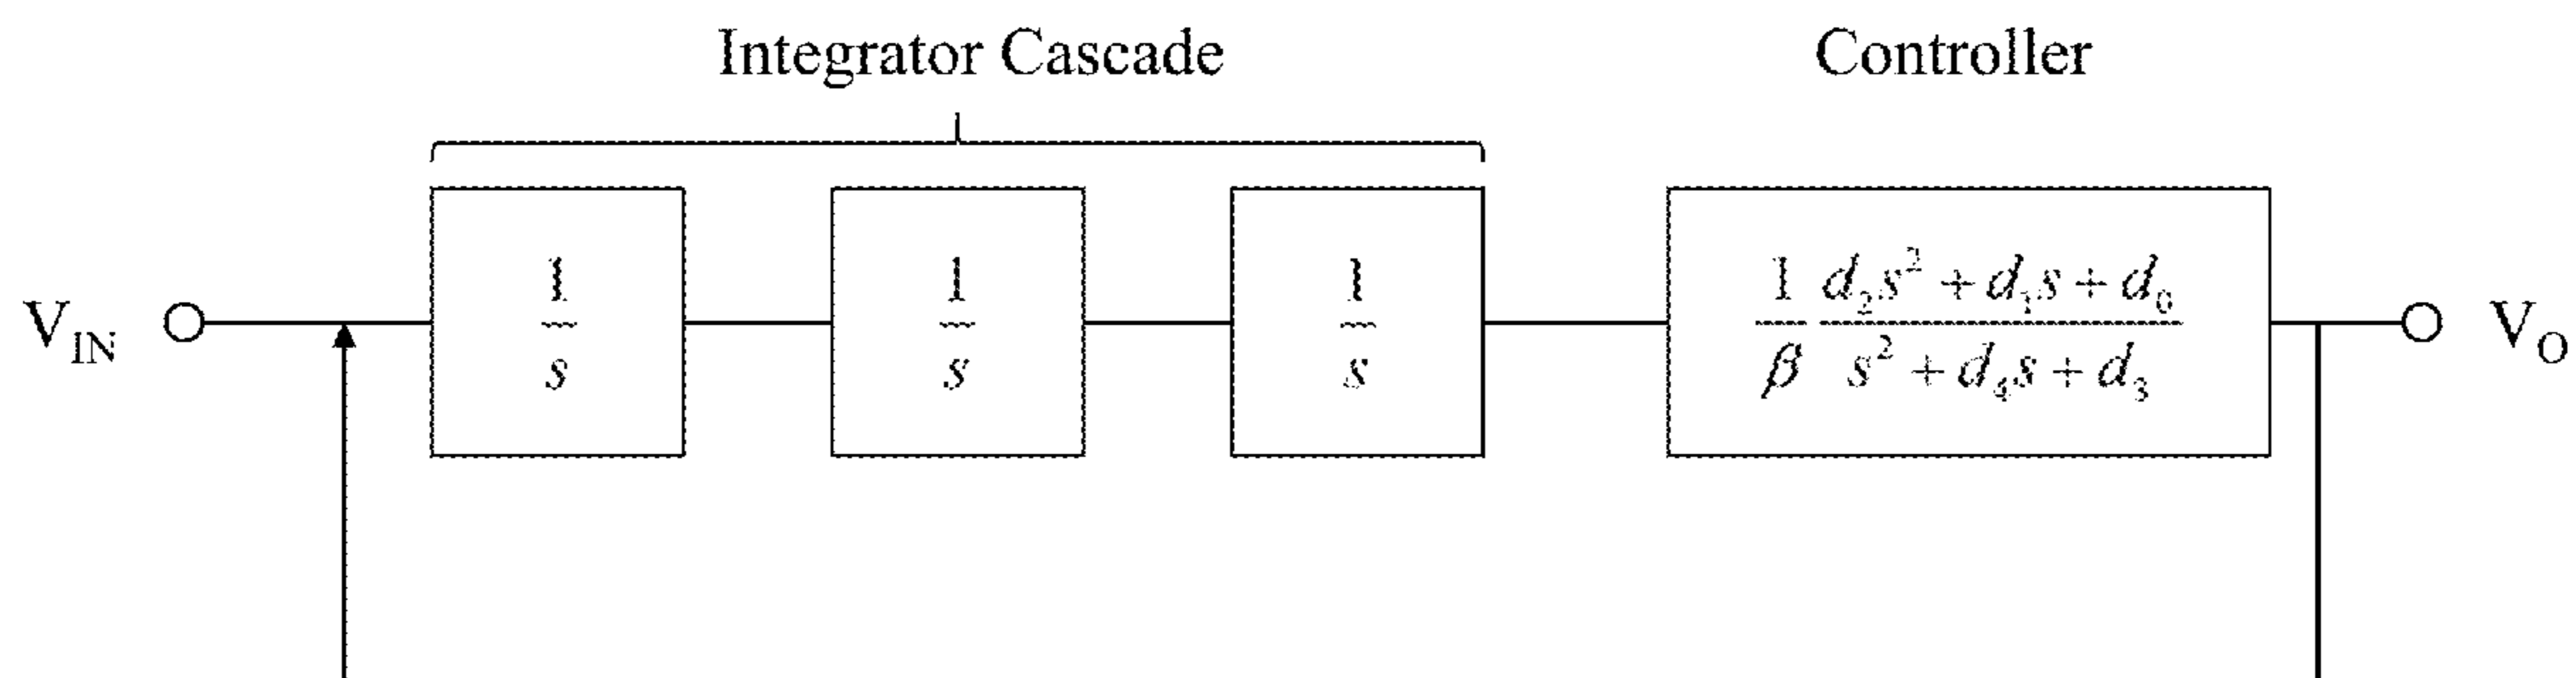 Integrator Cascade Controller
V_IN 1/s 1/s 1/s 1/β (d₂s² + d₁s + d₀)/(s² + d₄s + d₃) V_O